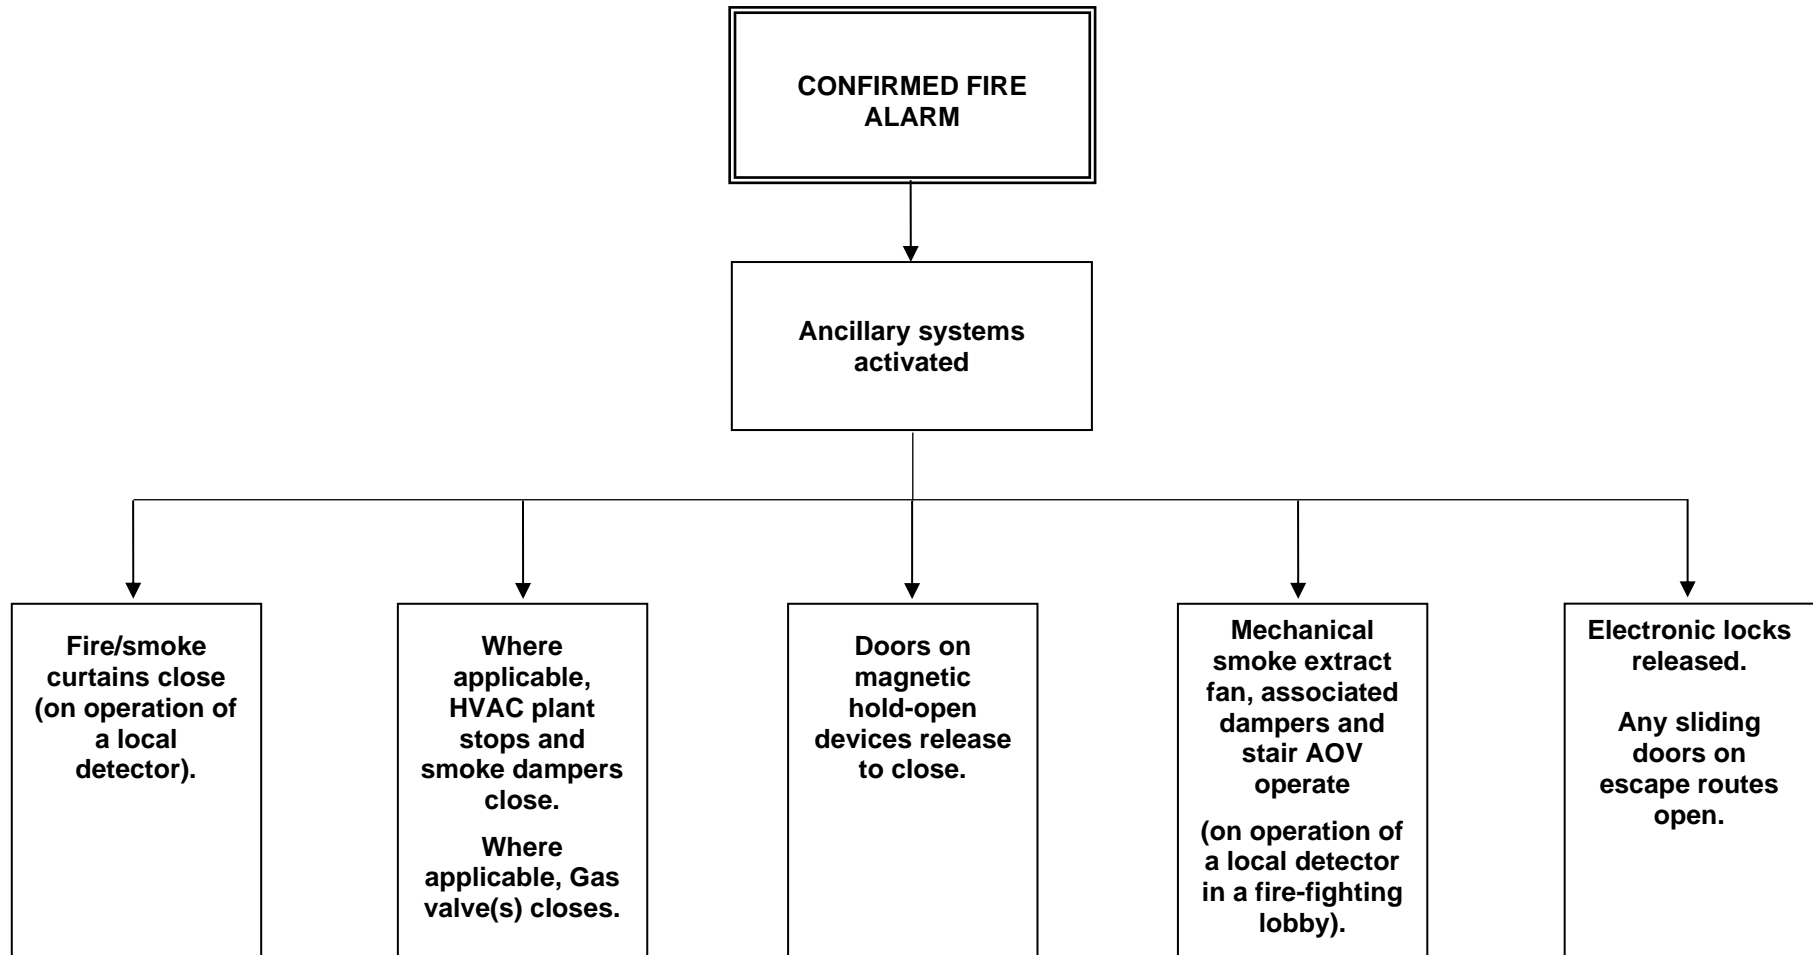 CONFIRMED FIRE
ALARM
Ancillary systems
activated
Fire/smoke
curtains close
(on operation of
a local
detector).
Where
applicable,
HVAC plant
stops and
smoke dampers
close.
Where
applicable, Gas
valve(s) closes.
Doors on
magnetic
hold-open
devices release
to close.
Mechanical
smoke extract
fan, associated
dampers and
stair AOV
operate
(on operation of
a local detector
in a fire-fighting
lobby).
Electronic locks
released.
Any sliding
doors on
escape routes
open.